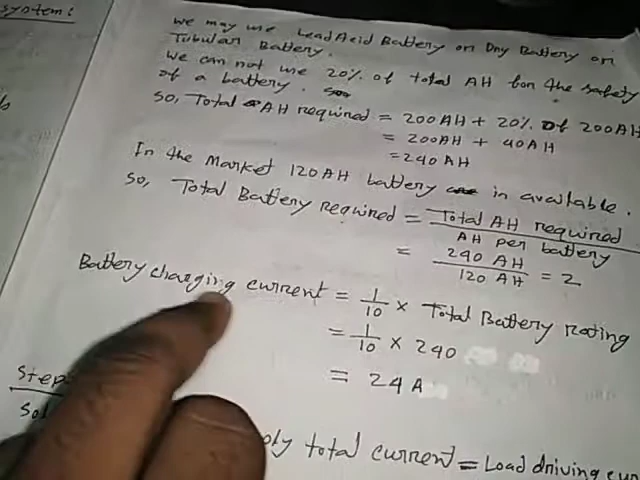 system:
We may use Lead Acid Battery or Dry Battery or
Tubular Battery.
We can not use 20% of total AH for the safety
of a battery.
So, Total AH required = 200AH + 20% of 200AH
= 200AH + 40AH
= 240 AH
In the market 120AH battery in available.
So, Total Battery required = Total AH required
AH per battery
= 240 AH
120 AH = 2
Battery charging current = 1/10 × Total Battery Rating
= 1/10 × 240
= 24 A
Step
Sol
ply total current = Load driving cur